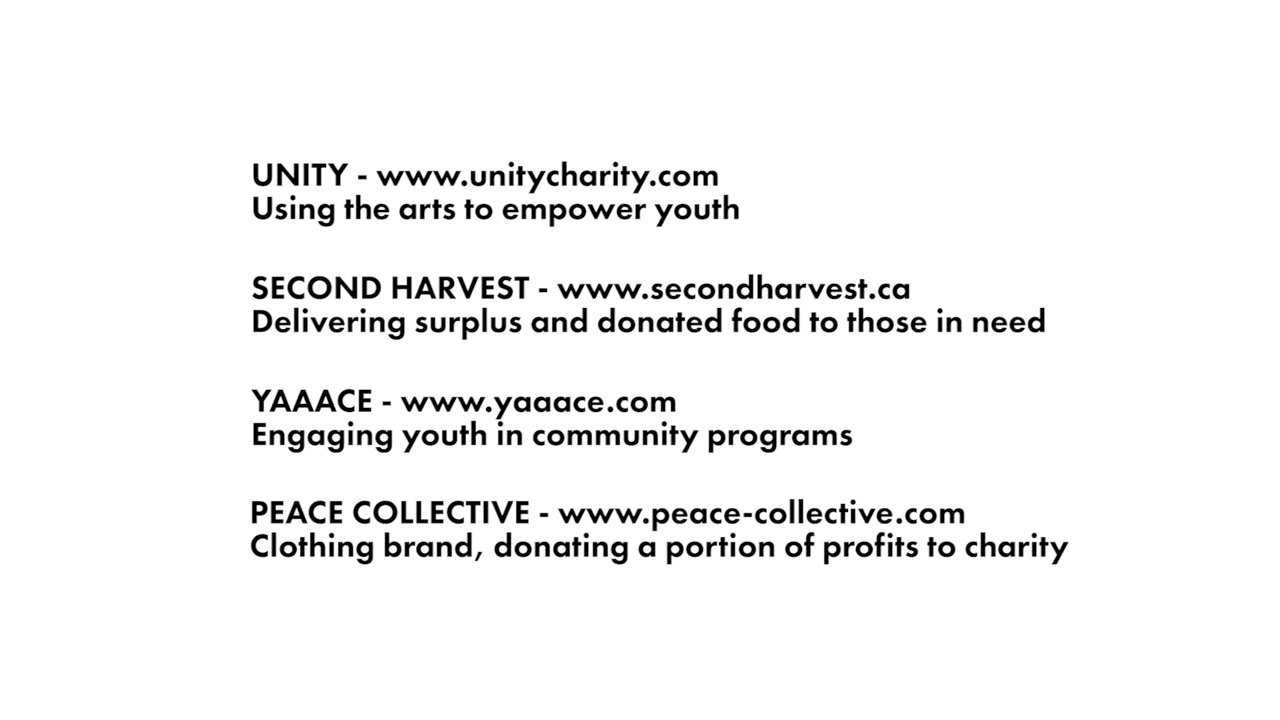 UNITY - www.unitycharity.com
Using the arts to empower youth
SECOND HARVEST - www.secondharvest.ca
Delivering surplus and donated food to those in need
YAAACE - www.yaaace.com
Engaging youth in community programs
PEACE COLLECTIVE - www.peace-collective.com
Clothing brand, donating a portion of profits to charity